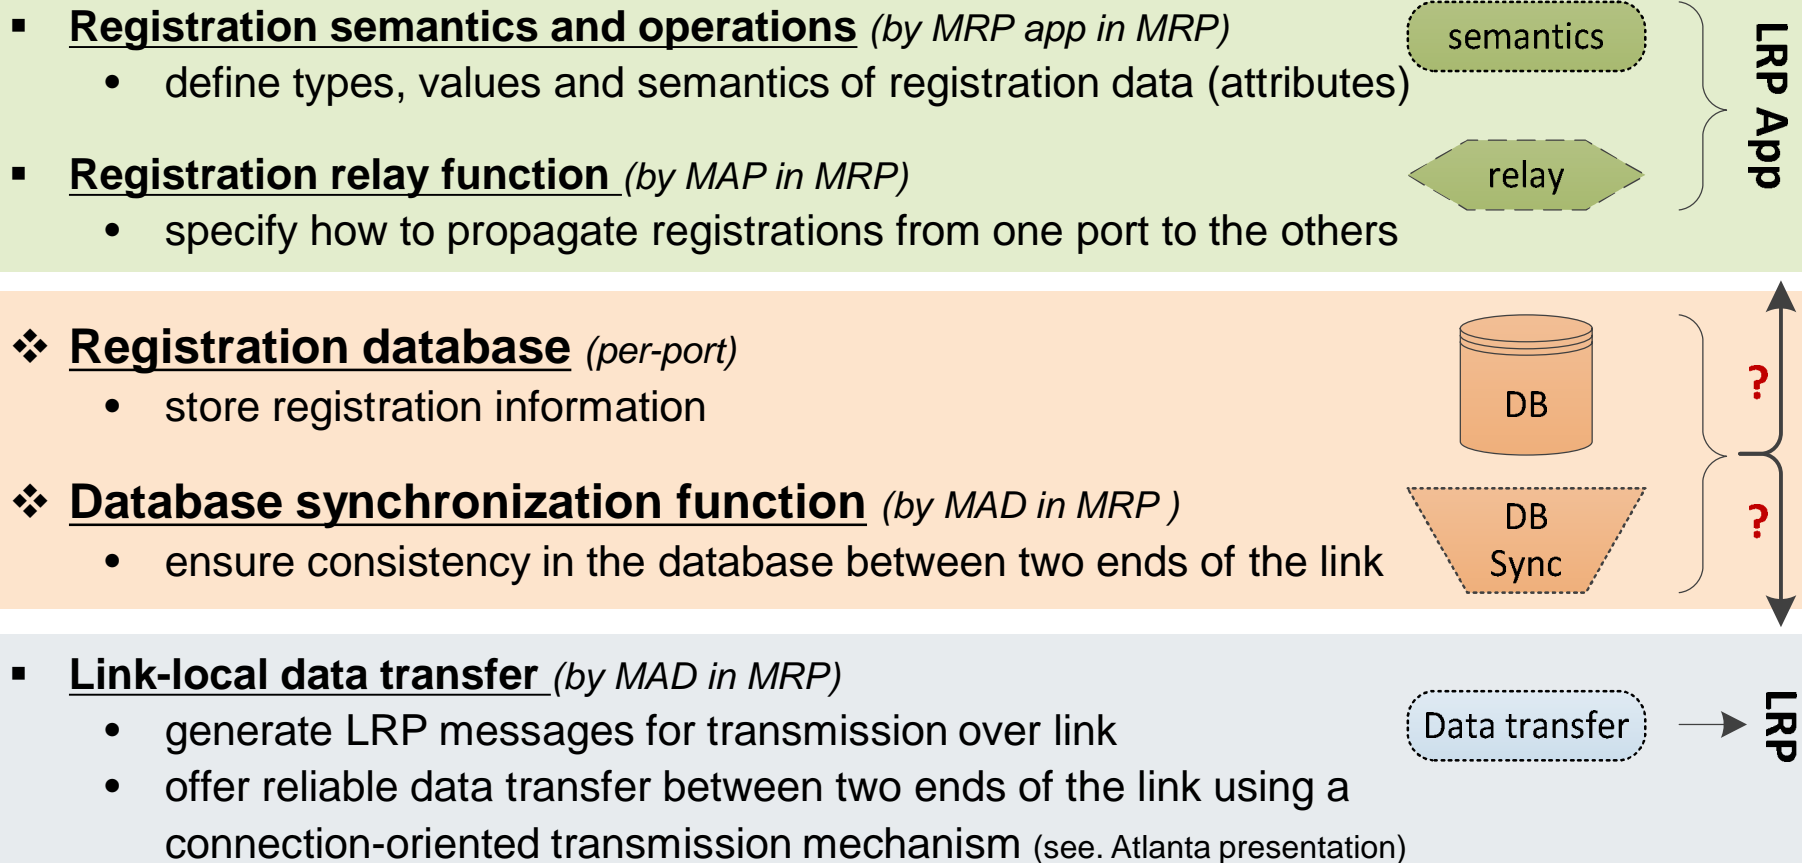 ▪ Registration semantics and operations (by MRP app in MRP)
• define types, values and semantics of registration data (attributes)
semantics
▪ Registration relay function (by MAP in MRP)
• specify how to propagate registrations from one port to the others
relay
LRP App
❖ Registration database (per-port)
• store registration information
DB
?
❖ Database synchronization function (by MAD in MRP )
• ensure consistency in the database between two ends of the link
DB
Sync
?
▪ Link-local data transfer (by MAD in MRP)
• generate LRP messages for transmission over link
• offer reliable data transfer between two ends of the link using a
connection-oriented transmission mechanism (see. Atlanta presentation)
Data transfer
LRP